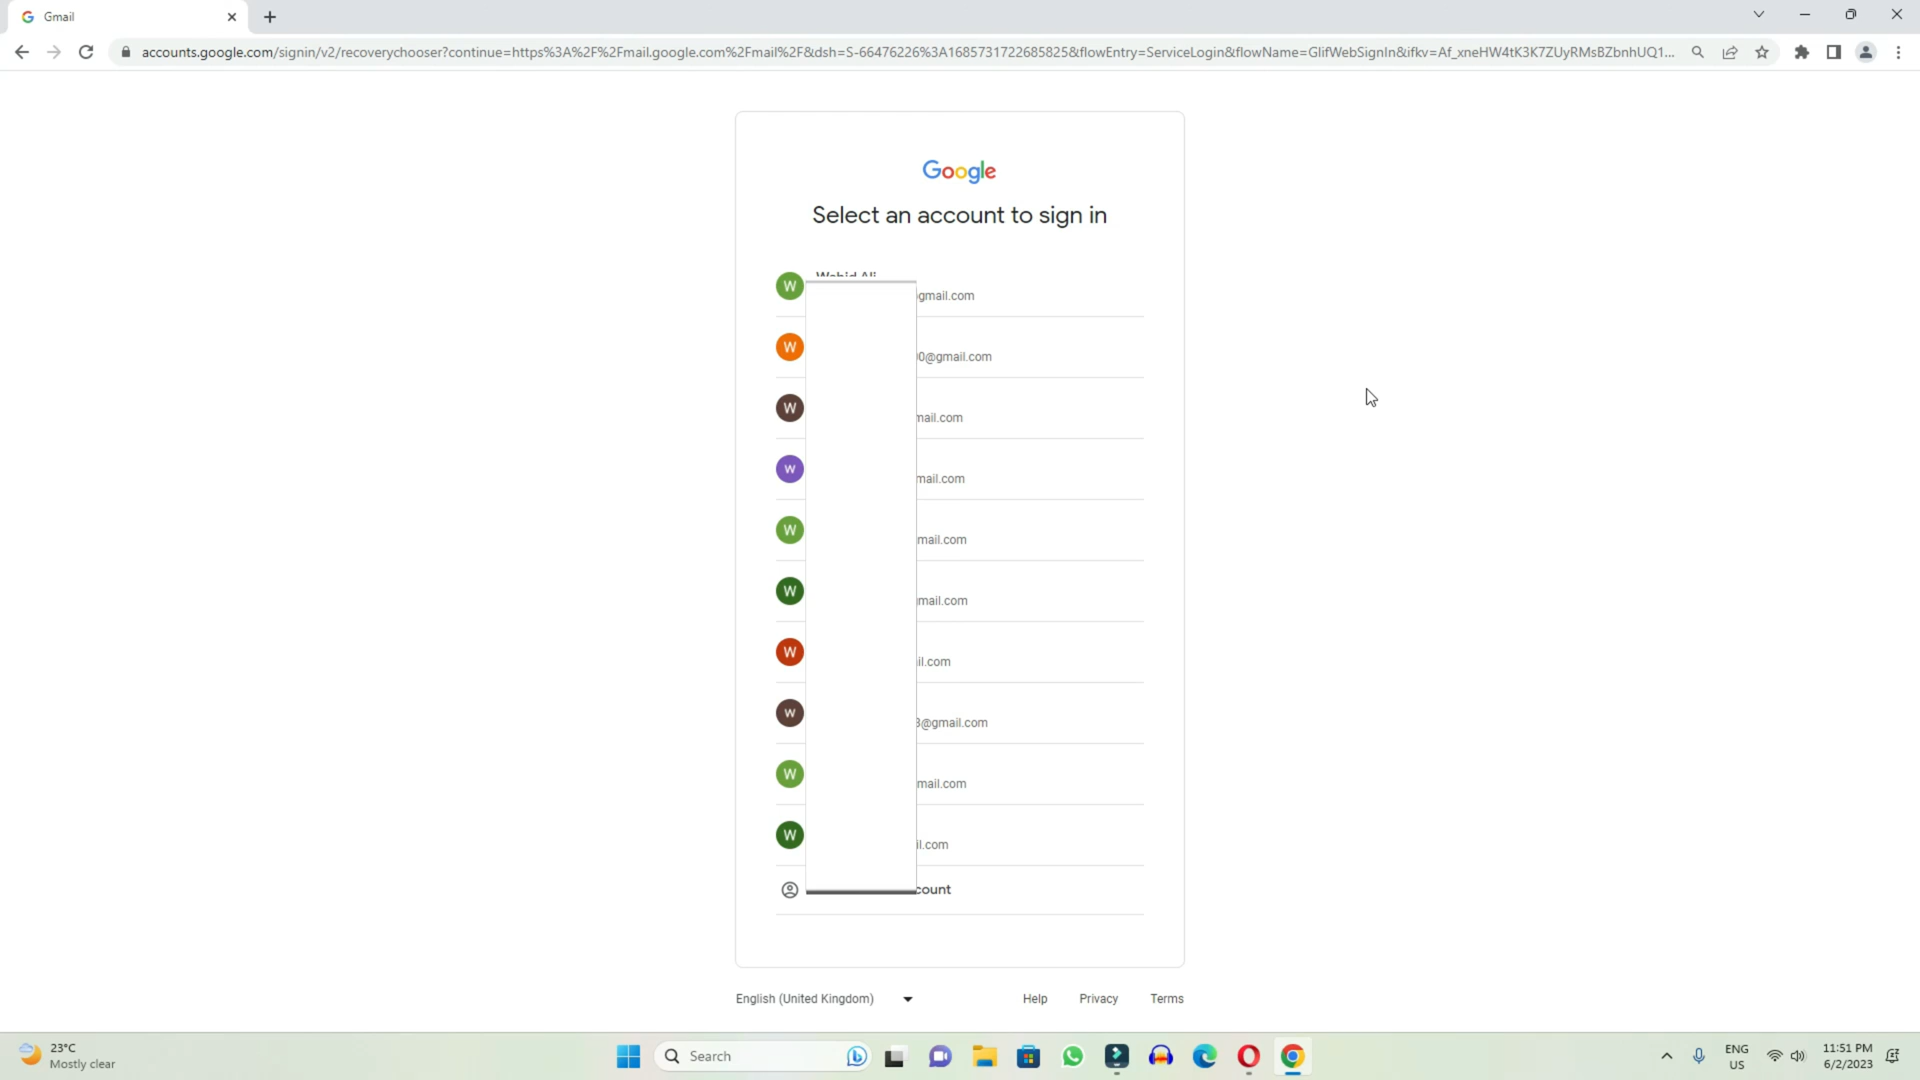 Gmail
accounts.google.com/signin/v2/recoverychooser?continue=https%3A%2F%2Fmail.google.com%2Fmail%2F&dsh=S-66476226%3A1685731722685825&flowEntry=ServiceLogin&flowName=GlifWebSignIn&ifkv=Af_xneHW4tK3K7ZUyRMsBZbnhUQ1...
Google
Select an account to sign in
W
gmail.com
W
0@gmail.com
W
mail.com
W
mail.com
W
mail.com
W
mail.com
W
il.com
W
3@gmail.com
W
mail.com
W
il.com
count
English (United Kingdom)
Help Privacy Terms
23°C
Mostly clear
Search
ENG
US
11:51 PM
6/2/2023